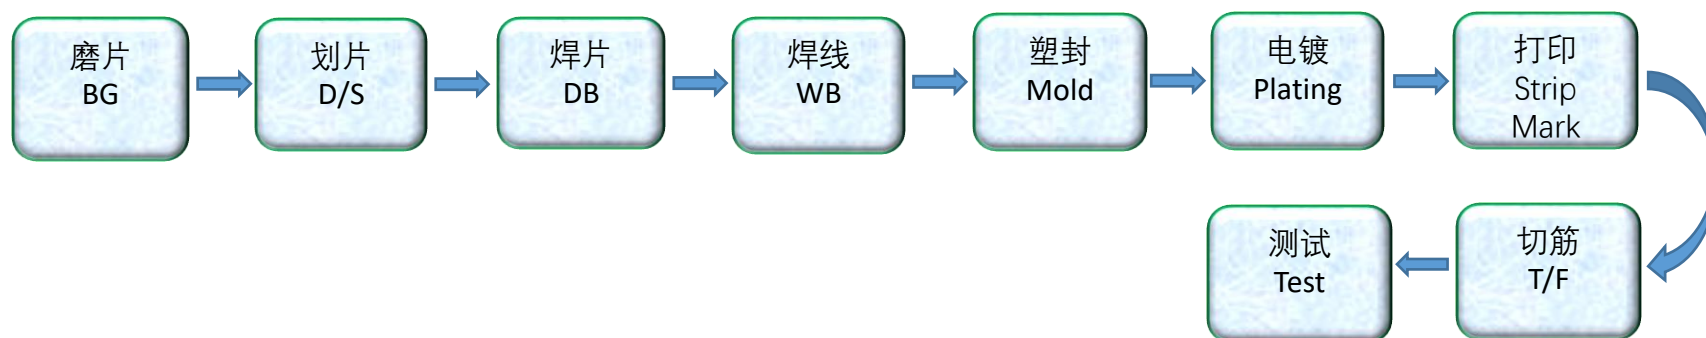 磨片
BG
划片
D/S
焊片
DB
焊线
WB
塑封
Mold
电镀
Plating
打印
Strip
Mark
切筋
T/F
测试
Test